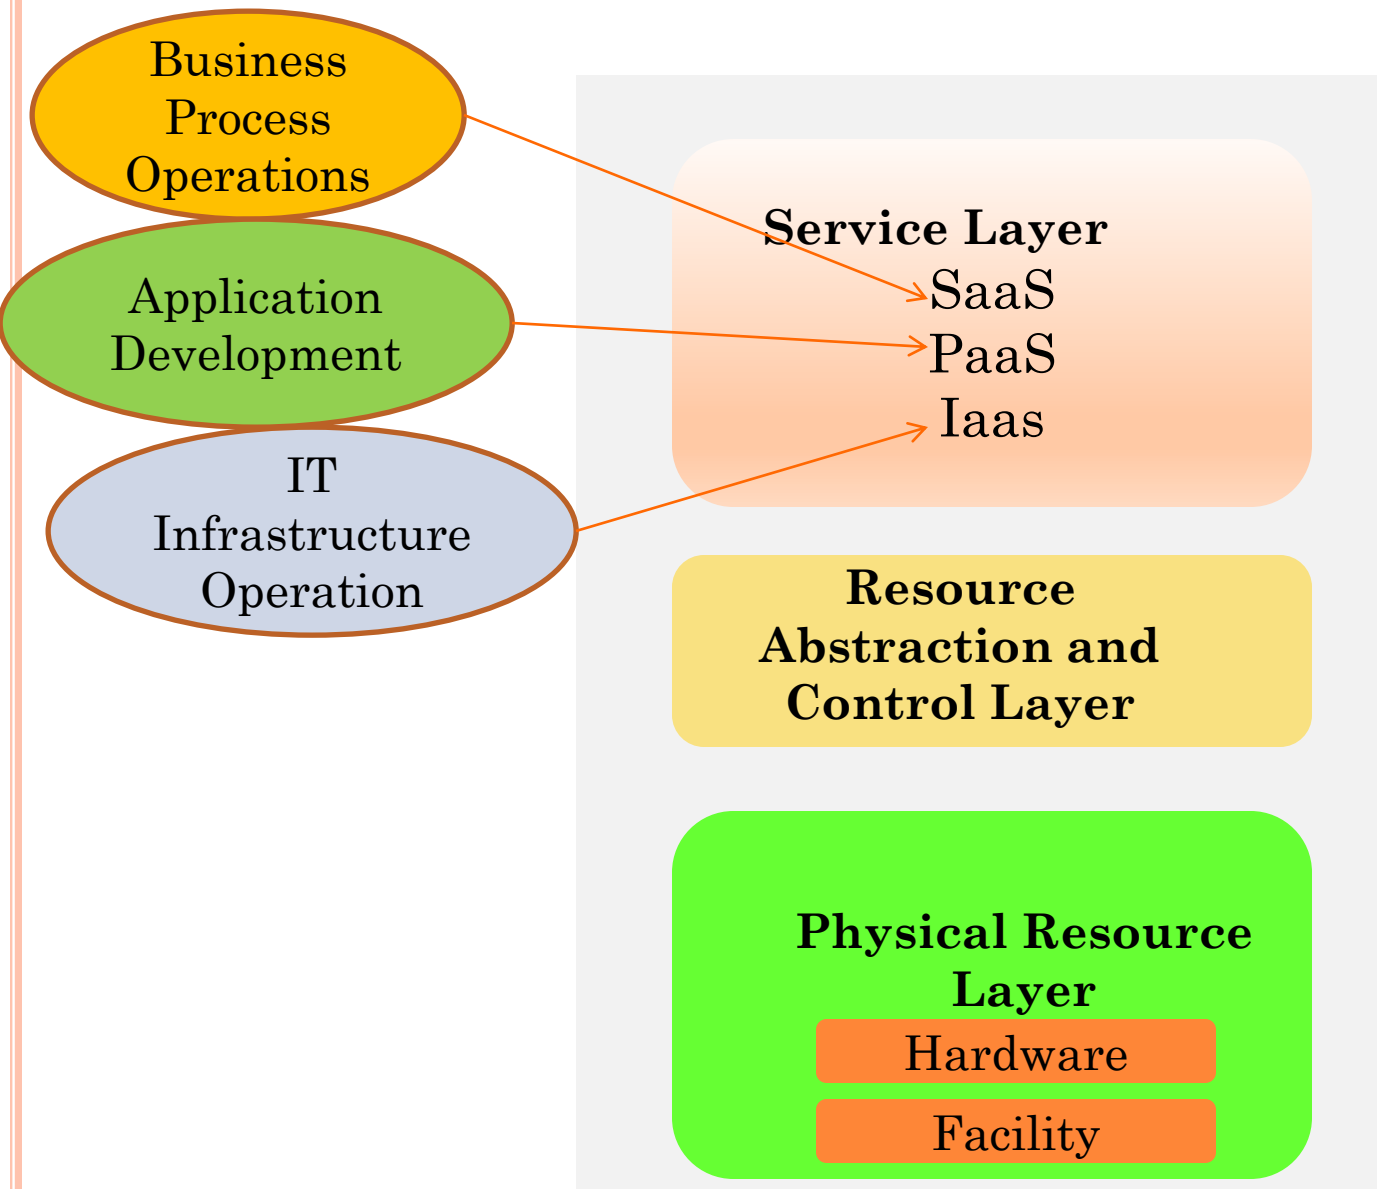 Business
Process
Operations
Application
Development
IT
Infrastructure
Operation
Service Layer
SaaS
PaaS
Iaas
Resource
Abstraction and
Control Layer
Physical Resource
Layer
Hardware
Facility